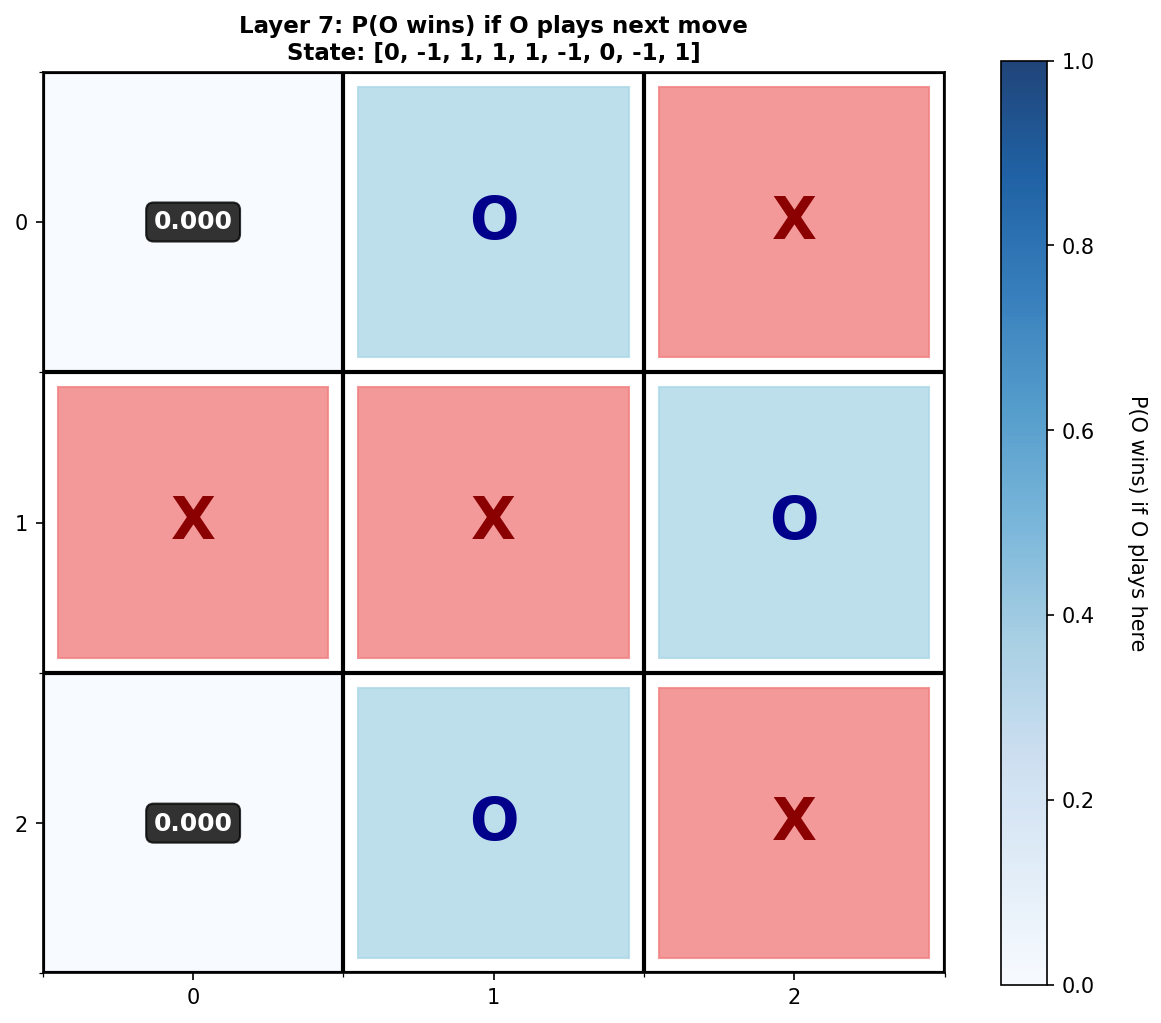 Layer 7: P(O wins) if O plays next move
State: [0, -1, 1, 1, 1, -1, 0, -1, 1]
0
0.000
O
X
1
X
X
O
2
0.000
O
X
0
1
2
1.0
0.8
0.6
0.4
0.2
0.0
P(O wins) if O plays here